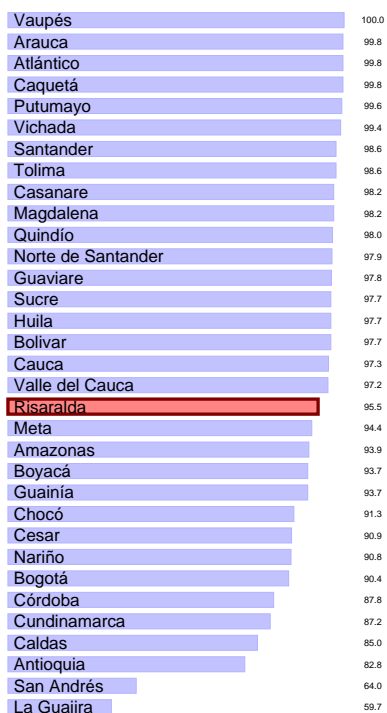 Vaupés 100.0
Arauca 99.8
Atlántico 99.8
Caquetá 99.8
Putumayo 99.6
Vichada 99.4
Santander 98.6
Tolima 98.6
Casanare 98.2
Magdalena 98.2
Quindío 98.0
Norte de Santander 97.9
Guaviare 97.8
Sucre 97.7
Huila 97.7
Bolivar 97.7
Cauca 97.3
Valle del Cauca 97.2
Risaralda 95.5
Meta 94.4
Amazonas 93.9
Boyacá 93.7
Guainía 93.7
Chocó 91.3
Cesar 90.9
Nariño 90.8
Bogotá 90.4
Córdoba 87.8
Cundinamarca 87.2
Caldas 85.0
Antioquia 82.8
San Andrés 64.0
La Guajira 59.7